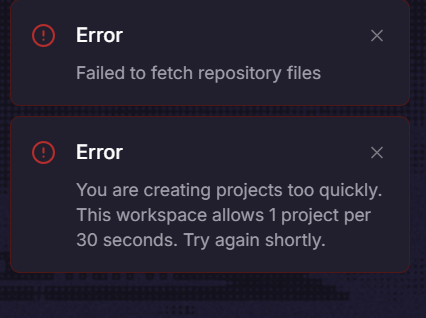 Error
Failed to fetch repository files
Error
You are creating projects too quickly.
This workspace allows 1 project per
30 seconds. Try again shortly.